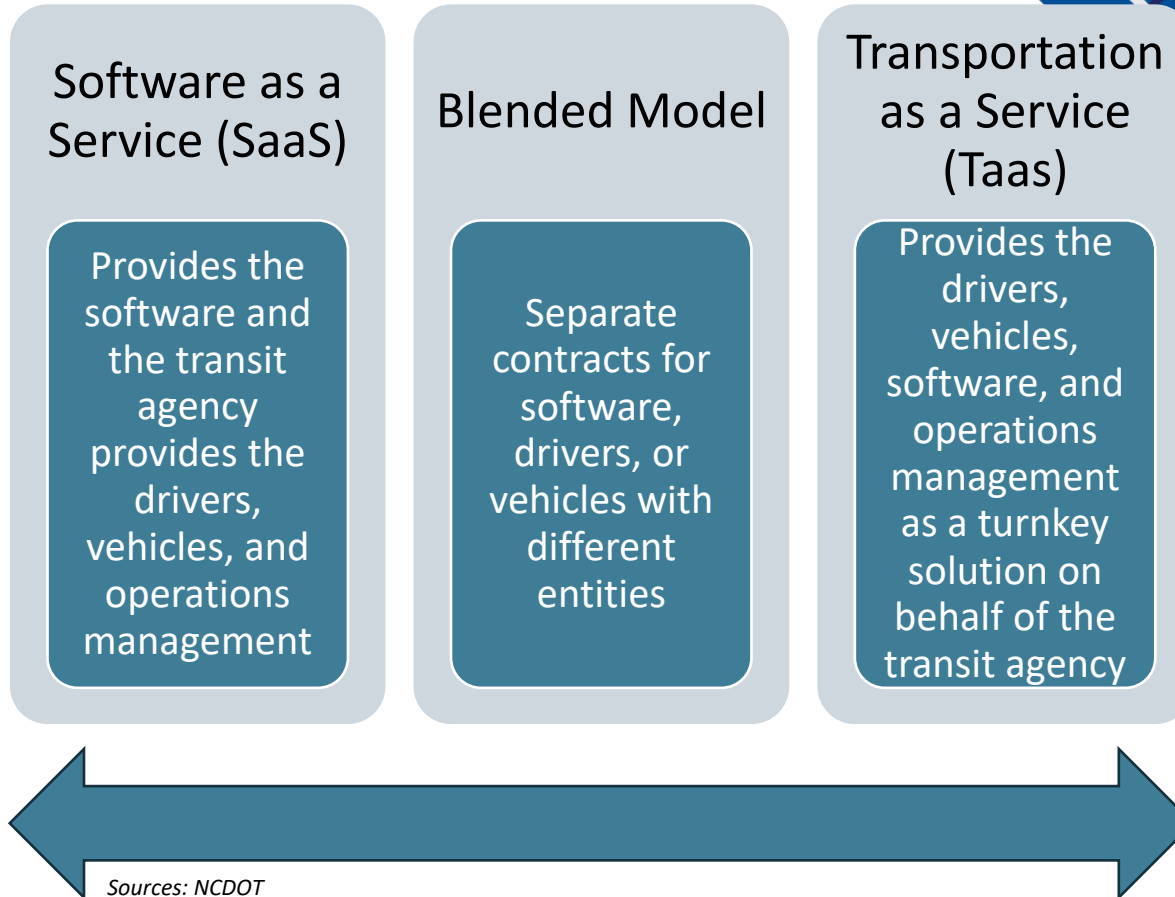 Software as a
Service (SaaS)
Provides the
software and
the transit
agency
provides the
drivers,
vehicles, and
operations
management
Blended Model
Separate
contracts for
software,
drivers, or
vehicles with
different
entities
Transportation
as a Service
(Taas)
Provides the
drivers,
vehicles,
software, and
operations
management
as a turnkey
solution on
behalf of the
transit agency
Sources: NCDOT